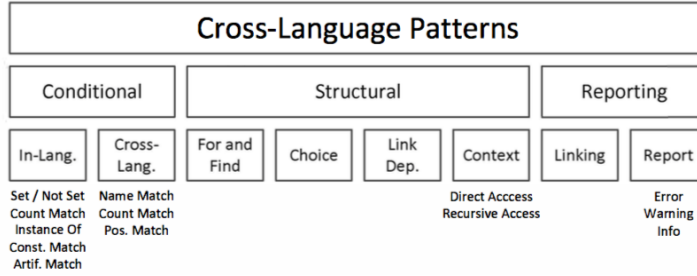 Cross-Language Patterns
Conditional
Structural
Reporting
In-Lang.
Cross-
Lang.
For and
Find
Choice
Link
Dep.
Context
Linking
Report
Set / Not Set
Count Match
Instance Of
Const. Match
Artif. Match
Name Match
Count Match
Pos. Match
Direct Acccess
Recursive Access
Error
Warning
Info